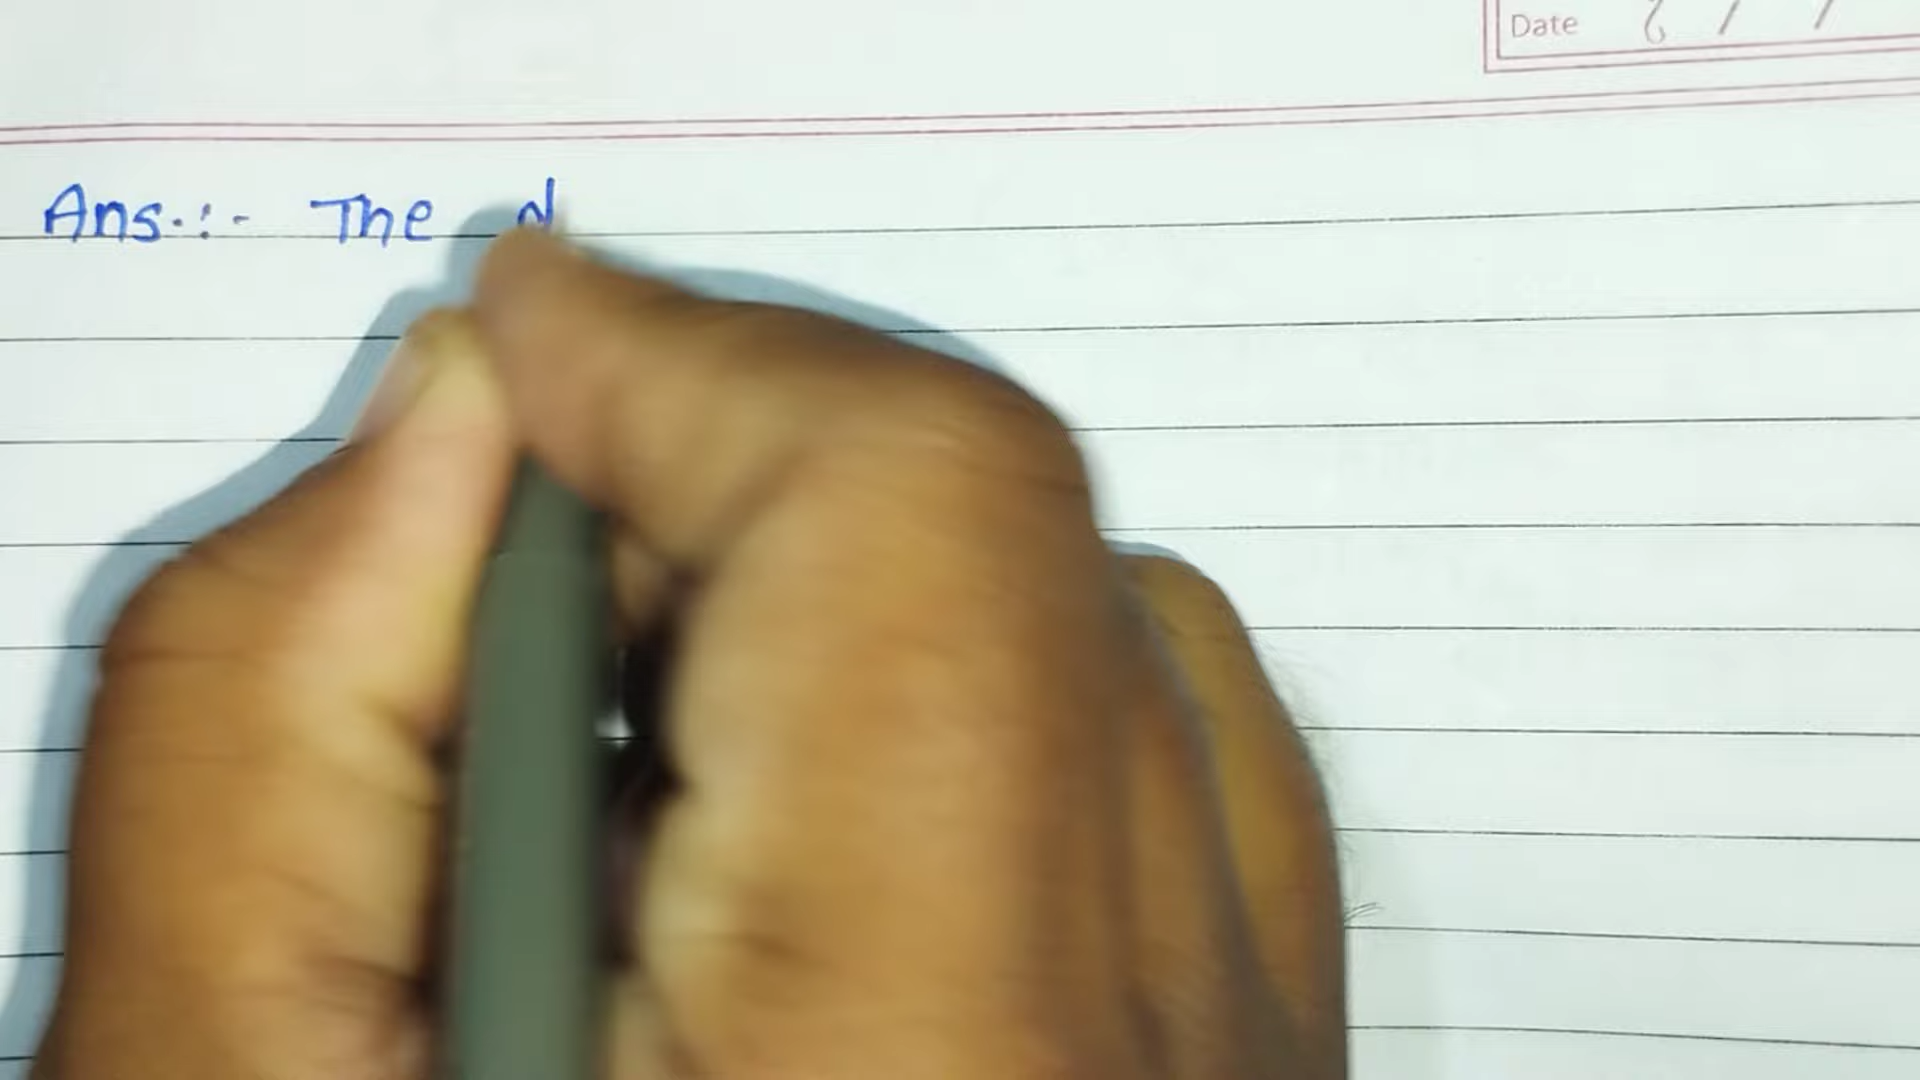 Date
Ans.:- The d